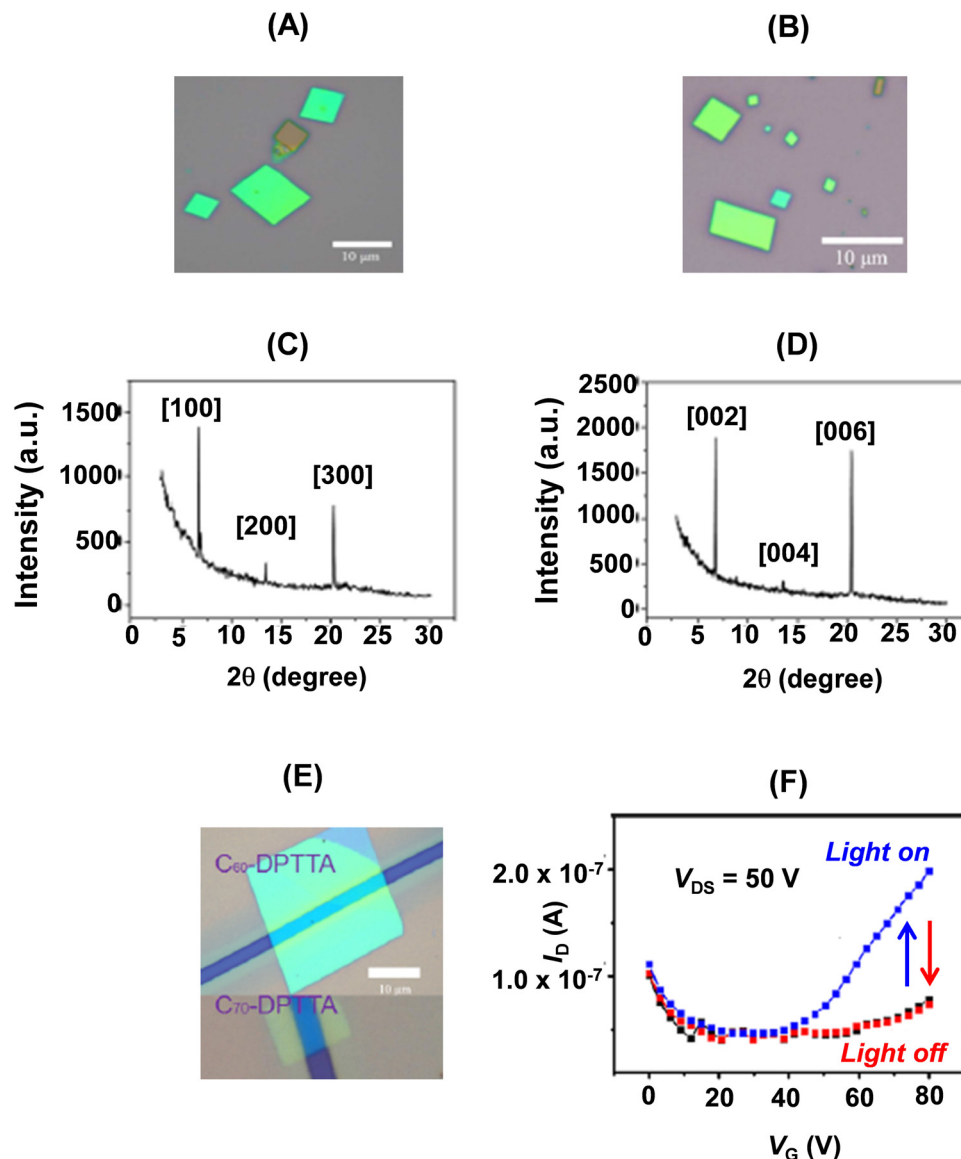 (A)
(B)
10 μm
10 μm
(C)
(D)
Intensity (a.u.)
1500
1000
500
0
[100]
[200]
[300]
0 5 10 15 20 25 30
2θ (degree)
Intensity (a.u.)
2500
2000
1500
1000
500
0
[002]
[004]
[006]
0 5 10 15 20 25 30
2θ (degree)
(E)
(F)
C60-DPTTA
10 μm
C70-DPTTA
I_D (A)
2.0 x 10⁻⁷
1.0 x 10⁻⁷
V_DS = 50 V
Light on
Light off
0 20 40 60 80
V_G (V)